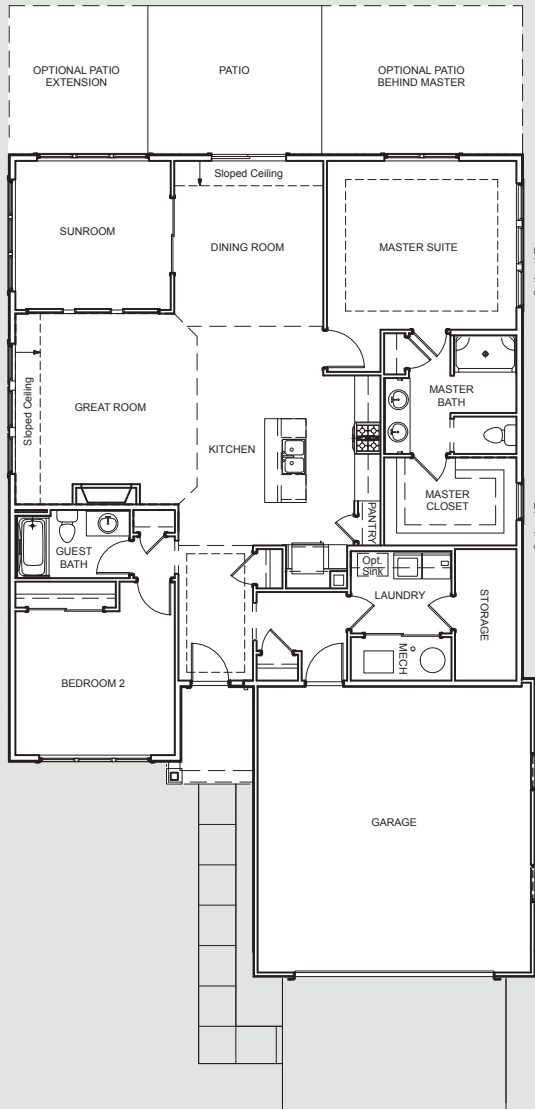 OPTIONAL PATIO
EXTENSION
PATIO
OPTIONAL PATIO
BEHIND MASTER
Sloped Ceiling
SUNROOM
DINING ROOM
MASTER SUITE
Sloped Ceiling
GREAT ROOM
KITCHEN
MASTER
BATH
MASTER
CLOSET
PANTRY
GUEST
BATH
Opt.
Sink
LAUNDRY
STORAGE
MECH
BEDROOM 2
GARAGE